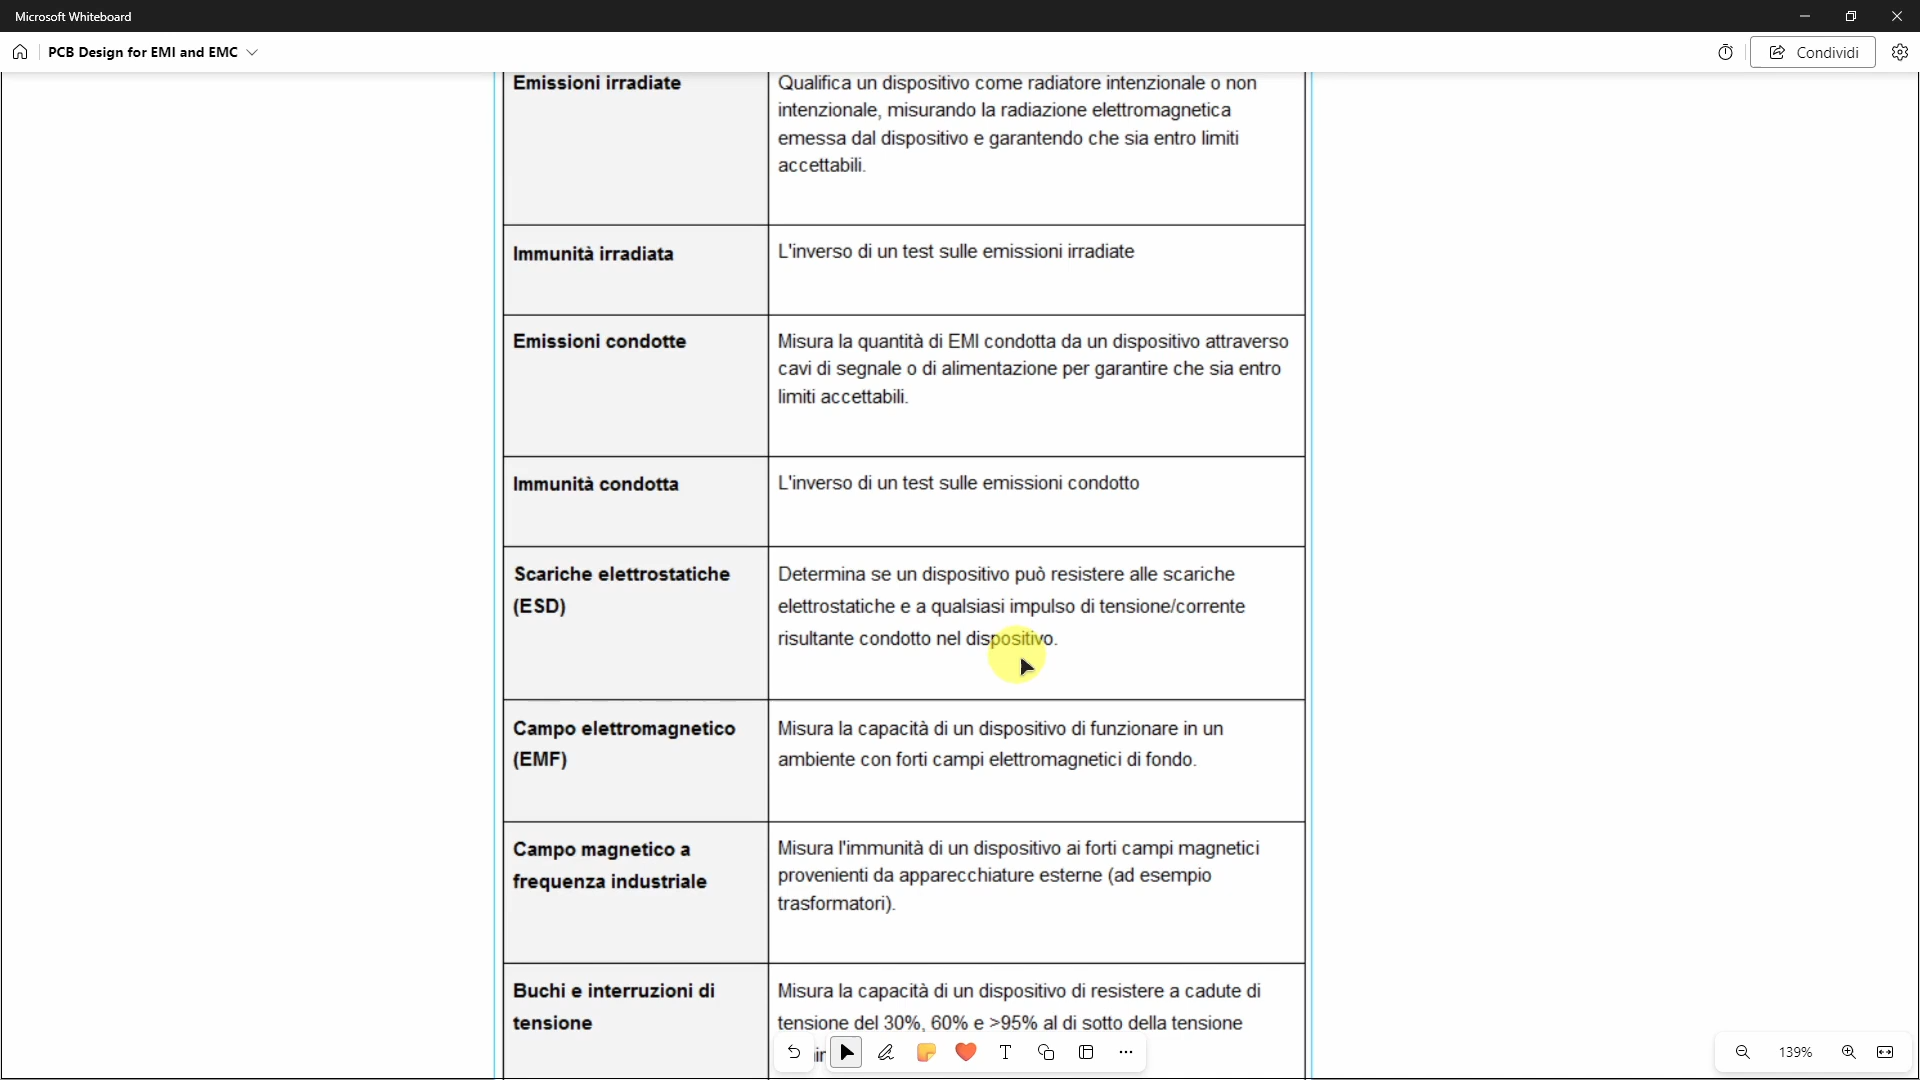 Microsoft Whiteboard
PCB Design for EMI and EMC
Condividi
Emissioni irradiate
Qualifica un dispositivo come radiatore intenzionale o non
intenzionale, misurando la radiazione elettromagnetica
emessa dal dispositivo e garantendo che sia entro limiti
accettabili.
Immunità irradiata
L'inverso di un test sulle emissioni irradiate
Emissioni condotte
Misura la quantità di EMI condotta da un dispositivo attraverso
cavi di segnale o di alimentazione per garantire che sia entro
limiti accettabili.
Immunità condotta
L'inverso di un test sulle emissioni condotto
Scariche elettrostatiche
(ESD)
Determina se un dispositivo può resistere alle scariche
elettrostatiche e a qualsiasi impulso di tensione/corrente
risultante condotto nel dispositivo.
Campo elettromagnetico
(EMF)
Misura la capacità di un dispositivo di funzionare in un
ambiente con forti campi elettromagnetici di fondo.
Campo magnetico a
frequenza industriale
Misura l'immunità di un dispositivo ai forti campi magnetici
provenienti da apparecchiature esterne (ad esempio
trasformatori).
Buchi e interruzioni di
tensione
Misura la capacità di un dispositivo di resistere a cadute di
tensione del 30%, 60% e >95% al di sotto della tensione
139%